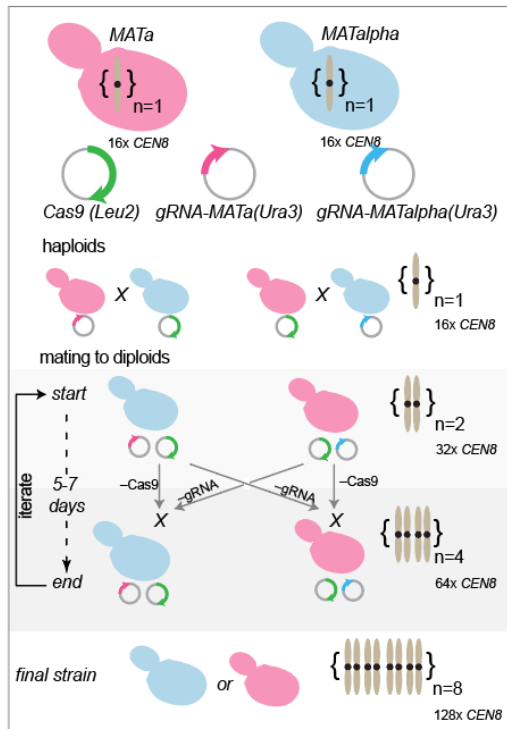 MATa MATalpha
{ } n=1 { } n=1
16x CEN8 16x CEN8
Cas9 (Leu2) gRNA-MATa(Ura3) gRNA-MATalpha(Ura3)
haploids
X X { } n=1
16x CEN8
mating to diploids
start { } n=2
32x CEN8
–Cas9 –gRNA –gRNA –Cas9
iterate
5-7
days
X X { } n=4
end
64x CEN8
final strain or { } n=8
128x CEN8